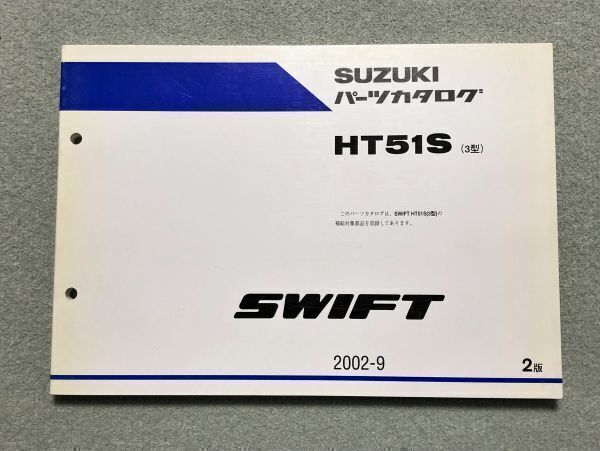 SUZUKI
パーツカタログ
HT51S (3型)
このパーツカタログは、SWIFT HT51S(3型)の
補給対象部品を収録してあります。
SWIFT
2002-9
2版